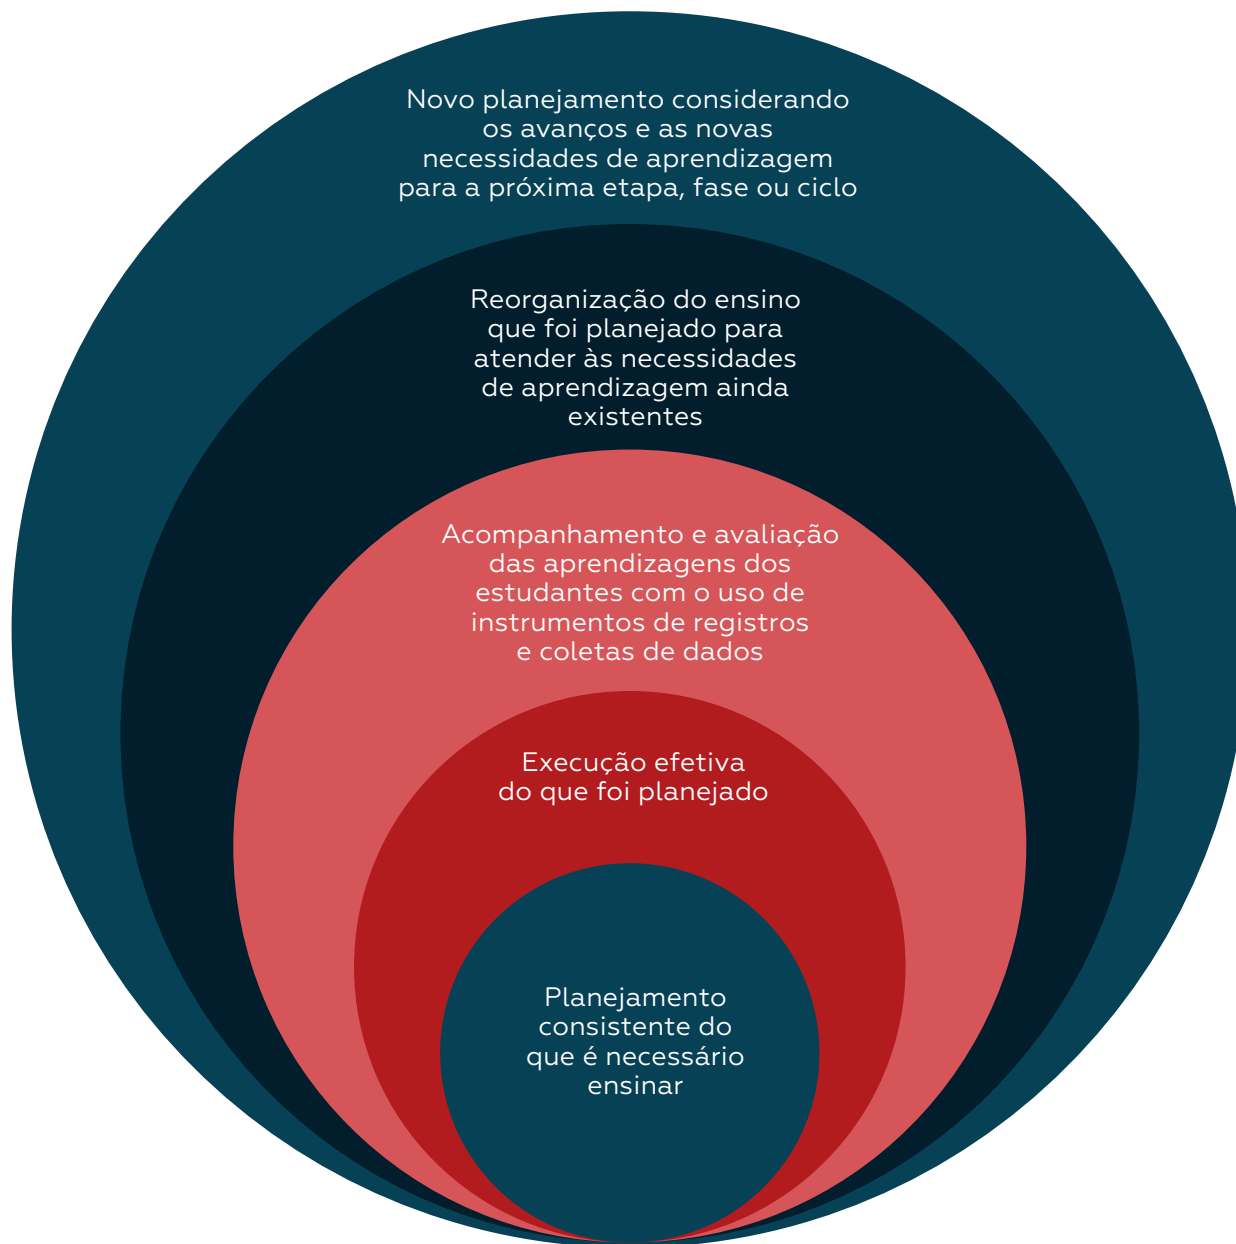 Novo planejamento considerando
os avanços e as novas
necessidades de aprendizagem
para a próxima etapa, fase ou ciclo
Reorganização do ensino
que foi planejado para
atender às necessidades
de aprendizagem ainda
existentes
Acompanhamento e avaliação
das aprendizagens dos
estudantes com o uso de
instrumentos de registros
e coletas de dados
Execução efetiva
do que foi planejado
Planejamento
consistente do
que é necessário
ensinar